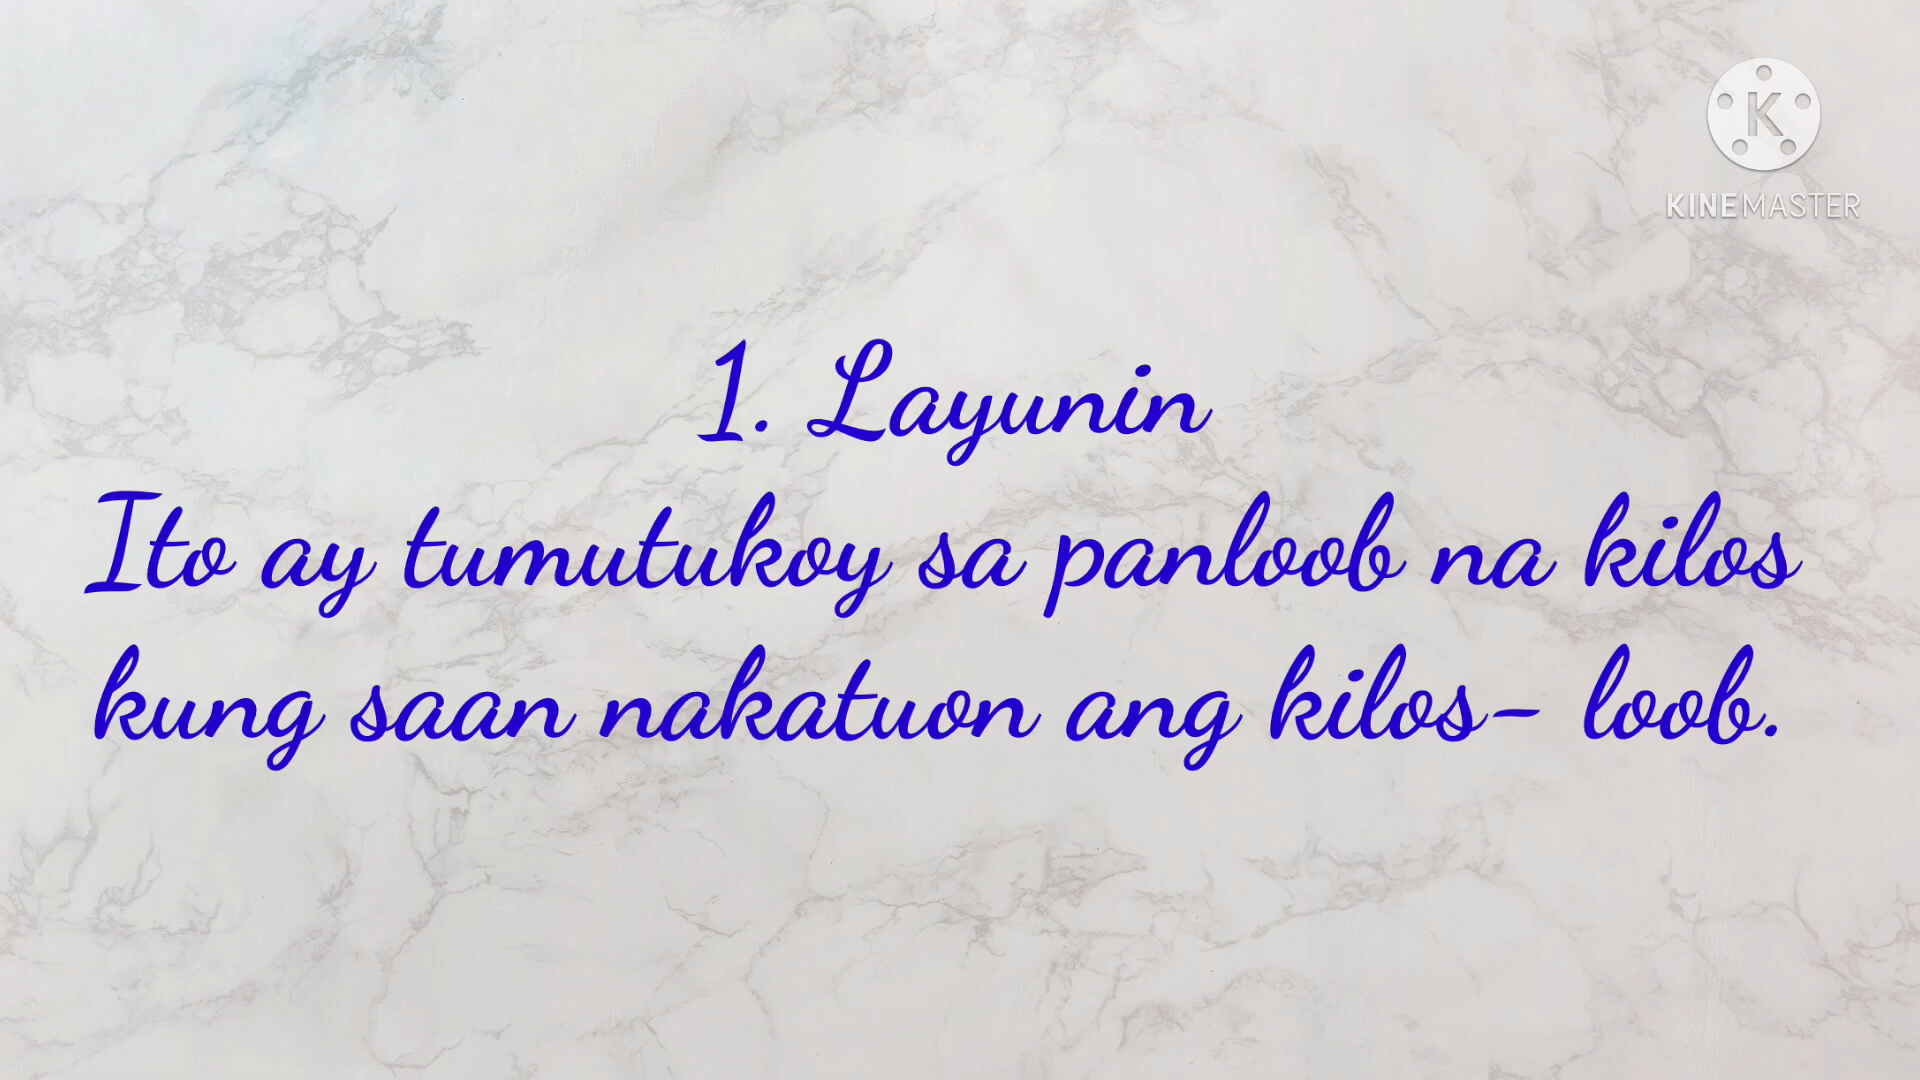 K
KINEMASTER
1. Layunin
Ito ay tumutukoy sa panloob na kilos
kung saan nakatuon ang kilos- loob.